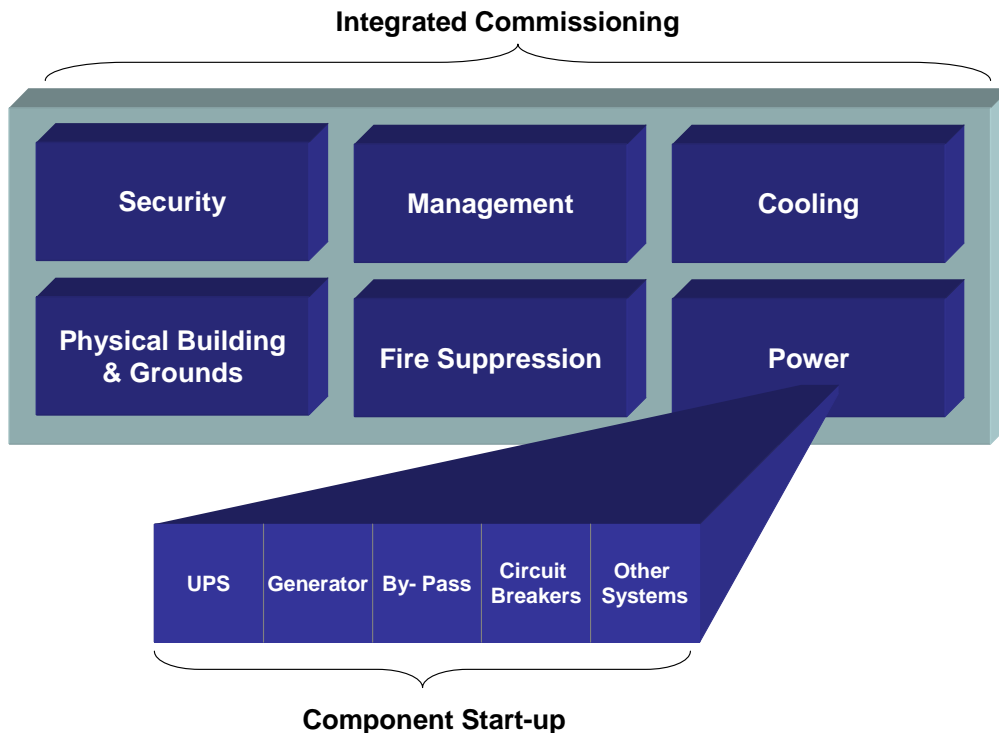 Integrated Commissioning
Security
Management
Cooling
Physical Building
& Grounds
Fire Suppression
Power
UPS
Generator
By- Pass
Circuit
Breakers
Other
Systems
Component Start-up